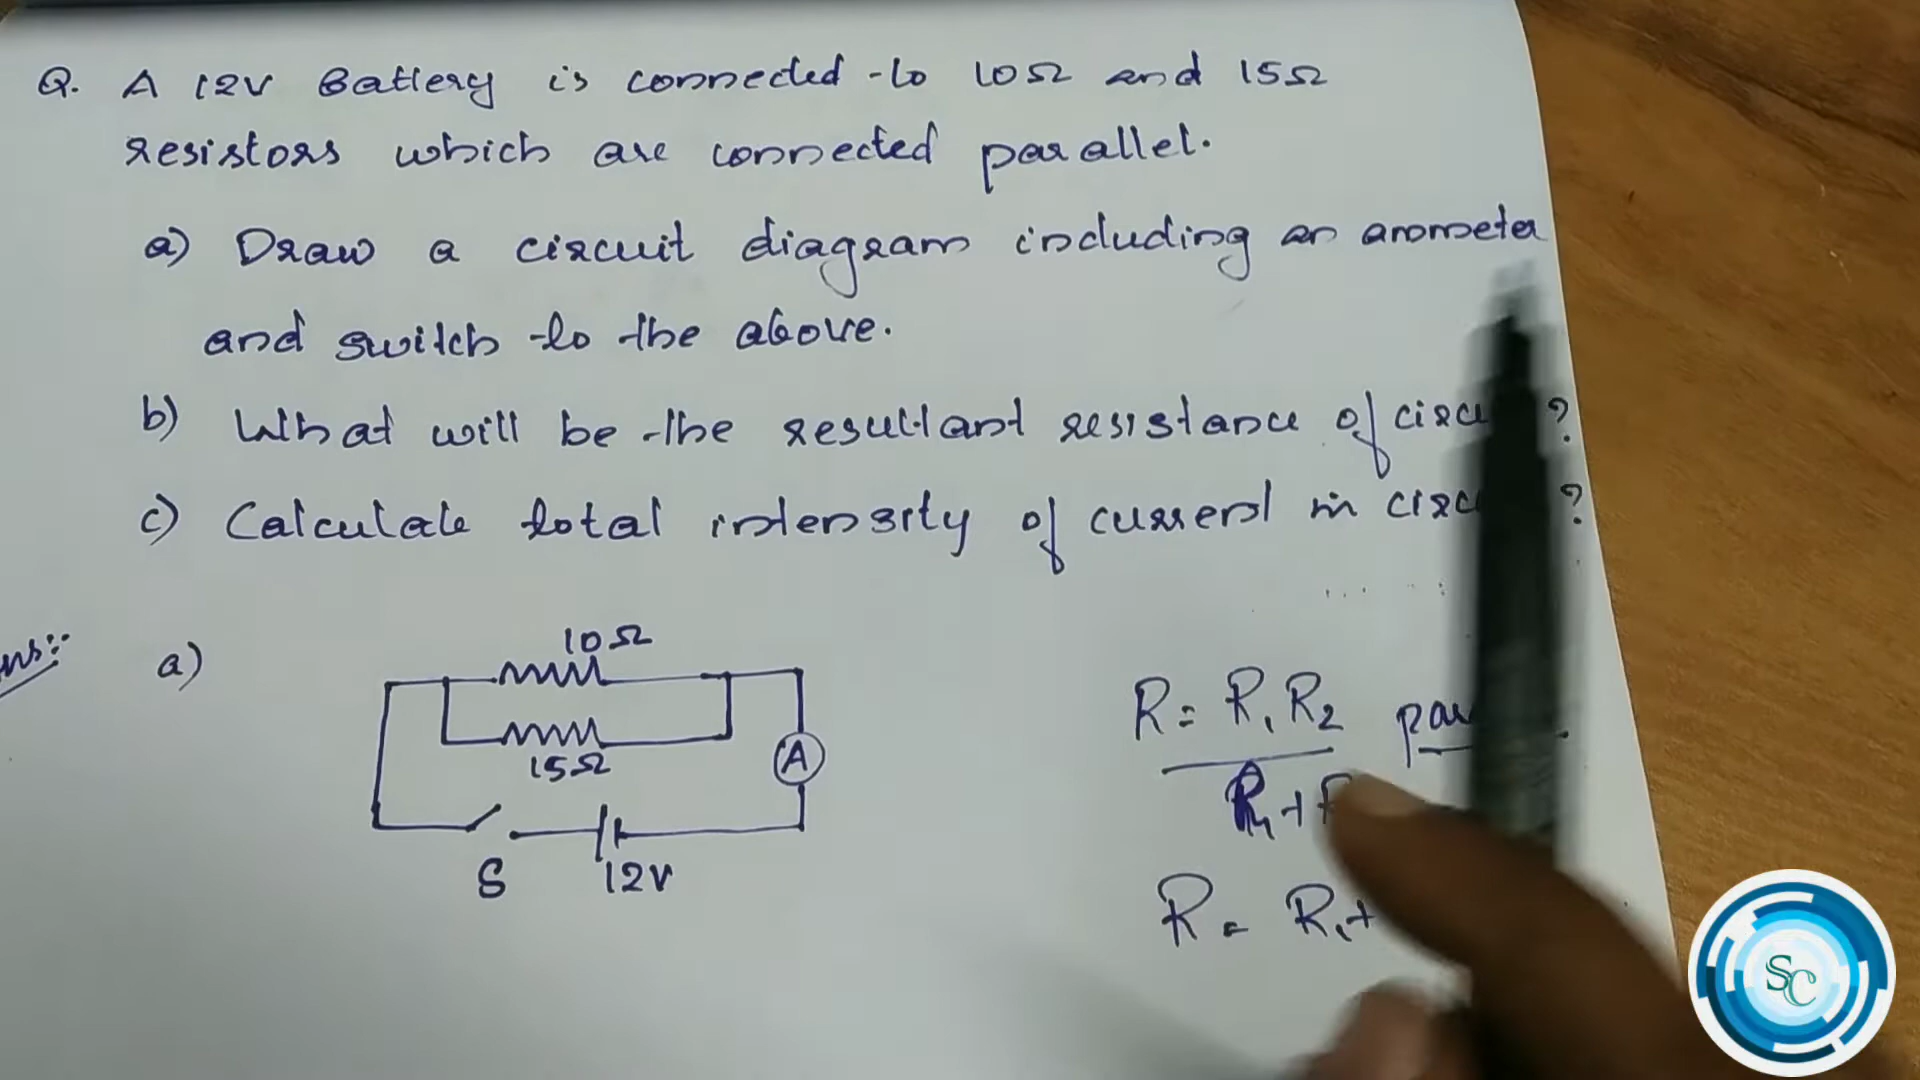 Q. A 12V Battery is connected to 10Ω and 15Ω
resistors which are connected parallel.
a) Draw a circuit diagram including an ammeter
and switch to the above.
b) What will be the resultant resistance of ?
c) Calculate total intensity of current in ?
Ans:
a)
10Ω
15Ω
A
S
12V
R = R₁R₂
R₁ +
R = R₁ +
SC